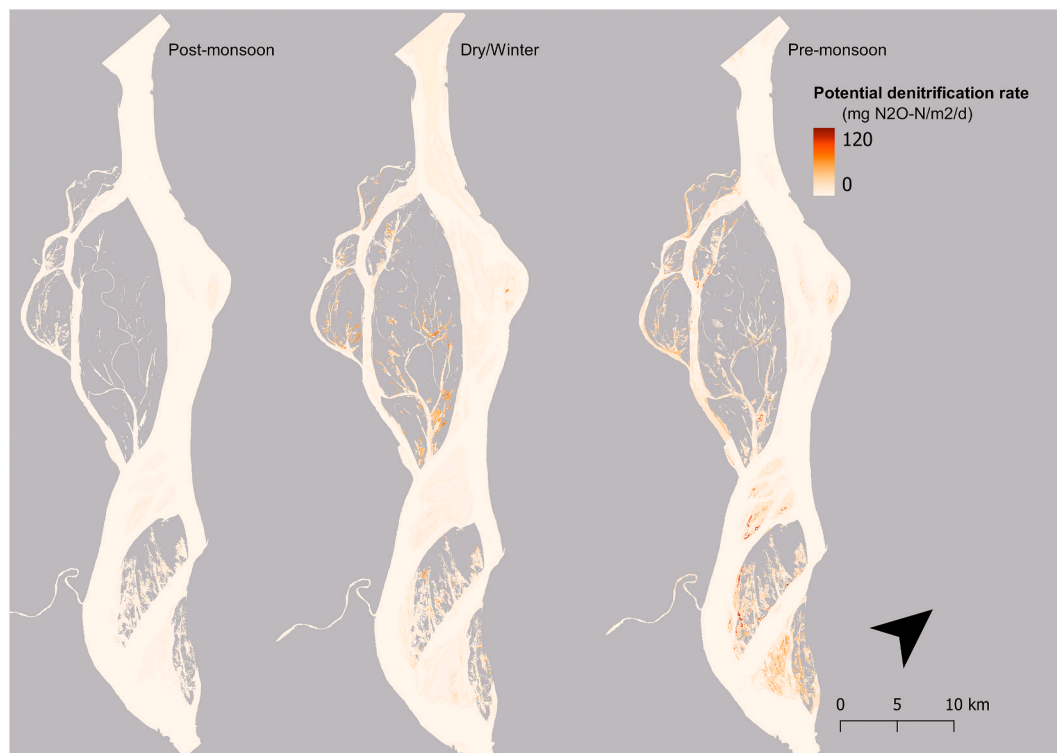 Post-monsoon
Dry/Winter
Pre-monsoon
Potential denitrification rate
(mg N2O-N/m2/d)
120
0
0 5 10 km